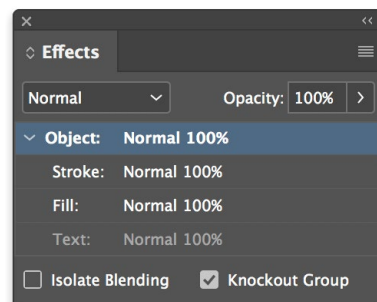 Effects
Normal Opacity: 100%
Object: Normal 100%
Stroke: Normal 100%
Fill: Normal 100%
Text: Normal 100%
Isolate Blending Knockout Group